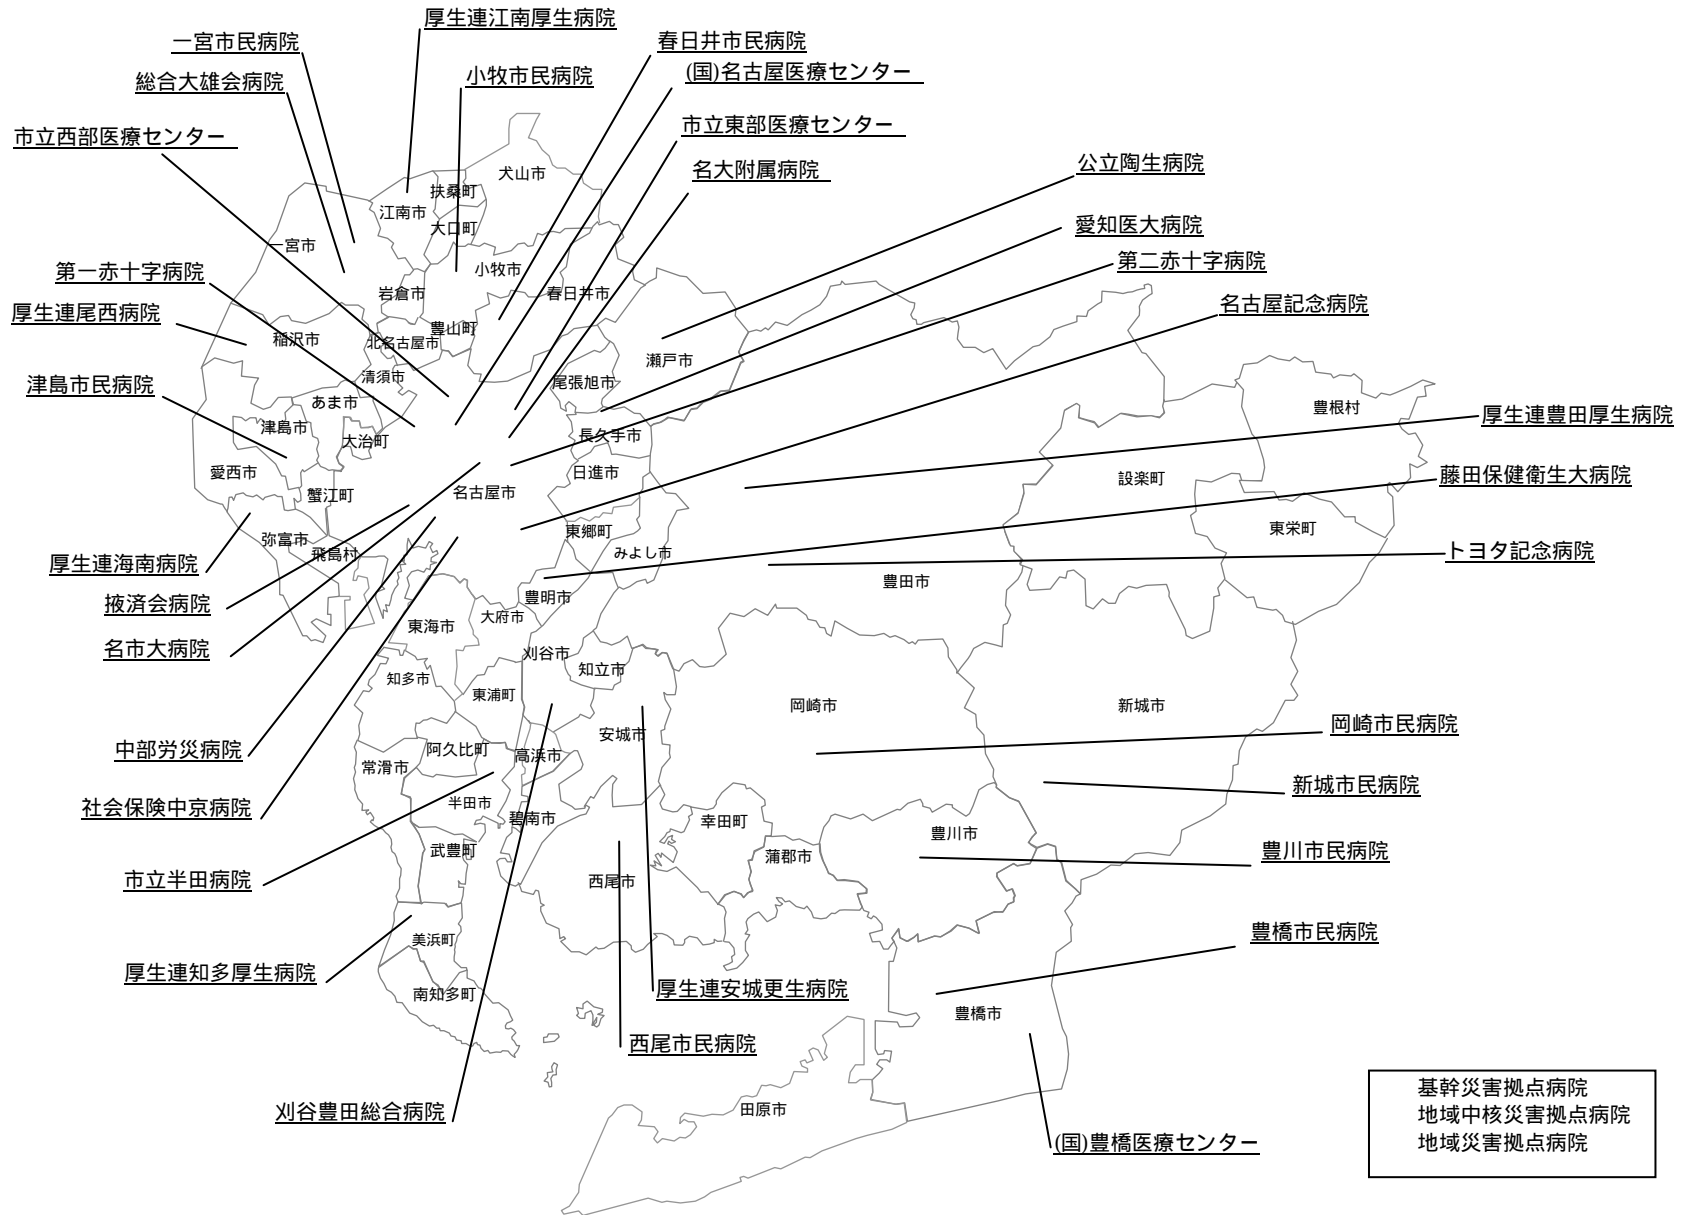 厚生連江南厚生病院
一宮市民病院
春日井市民病院
総合大雄会病院
小牧市民病院
(国)名古屋医療センター
市立西部医療センター
市立東部医療センター
名大附属病院
公立陶生病院
犬山市
扶桑町
江南市
大口町
愛知医大病院
一宮市
第一赤十字病院
小牧市
第二赤十字病院
岩倉市
春日井市
名古屋記念病院
厚生連尾西病院
豊山町
稲沢市
北名古屋市
瀬戸市
清須市
尾張旭市
津島市民病院
あま市
豊根村
厚生連豊田厚生病院
津島市
大治町
長久手市
愛西市
日進市
設楽町
藤田保健衛生大病院
蟹江町
名古屋市
東郷町
東栄町
弥富市
飛島村
みよし市
トヨタ記念病院
厚生連海南病院
豊田市
掖済会病院
豊明市
大府市
東海市
名市大病院
刈谷市
知立市
知多市
東浦町
岡崎市
新城市
岡崎市民病院
安城市
中部労災病院
阿久比町
高浜市
常滑市
新城市民病院
社会保険中京病院
半田市
碧南市
幸田町
豊川市
武豊町
蒲郡市
豊川市民病院
市立半田病院
西尾市
美浜町
豊橋市民病院
厚生連知多厚生病院
南知多町
厚生連安城更生病院
豊橋市
西尾市民病院
刈谷豊田総合病院
田原市
(国)豊橋医療センター
基幹災害拠点病院
地域中核災害拠点病院
地域災害拠点病院